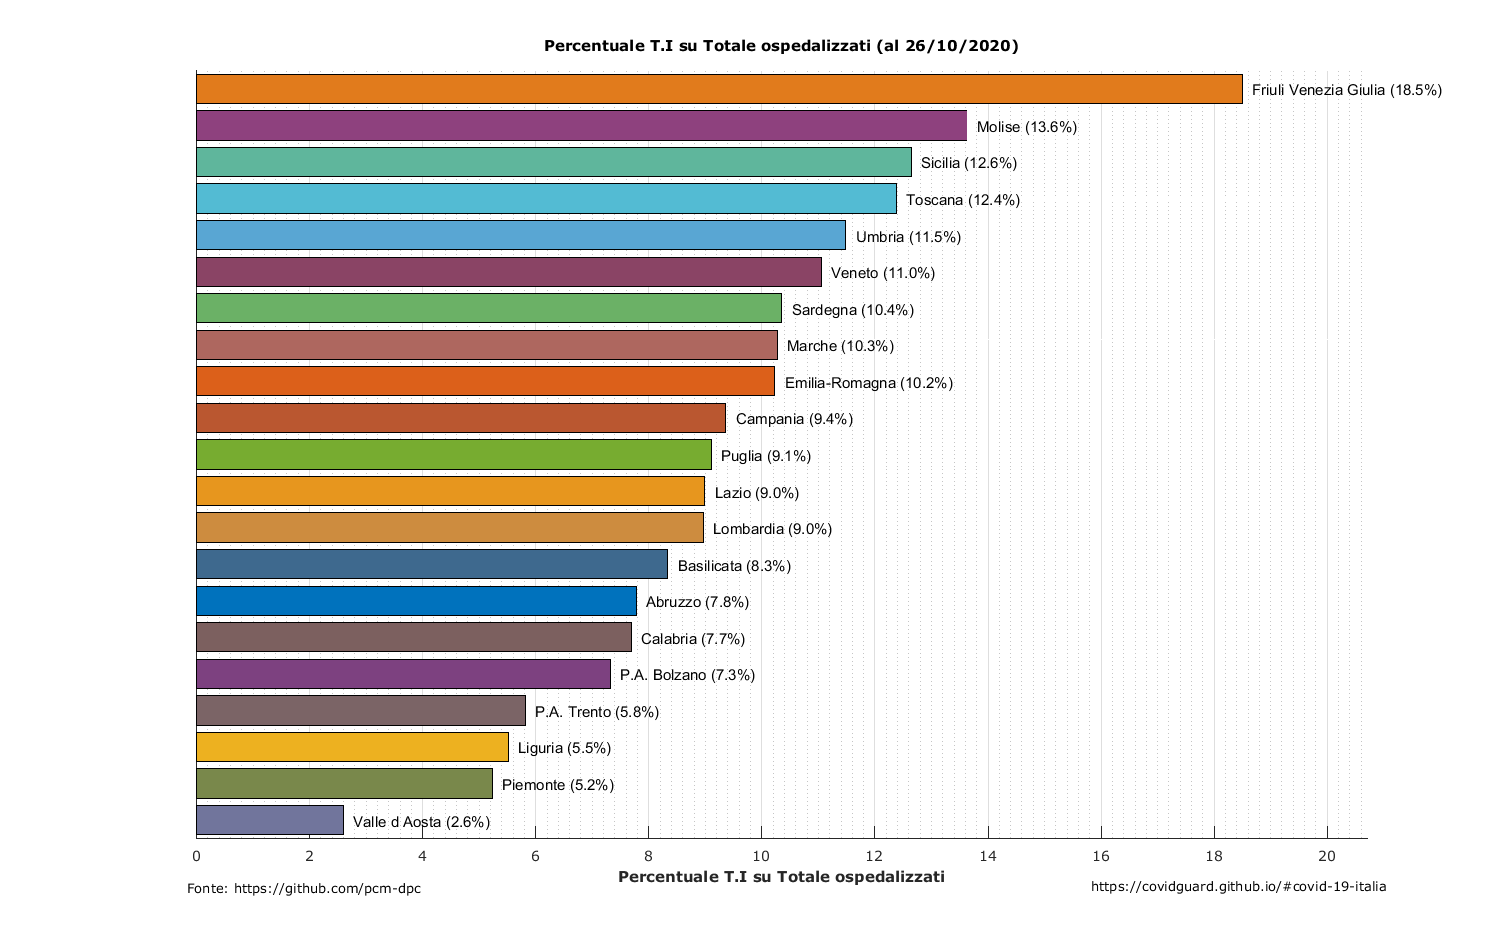 Percentuale T.I su Totale ospedalizzati (al 26/10/2020)
Friuli Venezia Giulia (18.5%)
Molise (13.6%)
Sicilia (12.6%)
Toscana (12.4%)
Umbria (11.5%)
Veneto (11.0%)
Sardegna (10.4%)
Marche (10.3%)
Emilia-Romagna (10.2%)
Campania (9.4%)
Puglia (9.1%)
Lazio (9.0%)
Lombardia (9.0%)
Basilicata (8.3%)
Abruzzo (7.8%)
Calabria (7.7%)
P.A. Bolzano (7.3%)
P.A. Trento (5.8%)
Liguria (5.5%)
Piemonte (5.2%)
Valle d Aosta (2.6%)
0 2 4 6 8 10 12 14 16 18 20
Percentuale T.I su Totale ospedalizzati
Fonte: https://github.com/pcm-dpc
https://covidguard.github.io/#covid-19-italia